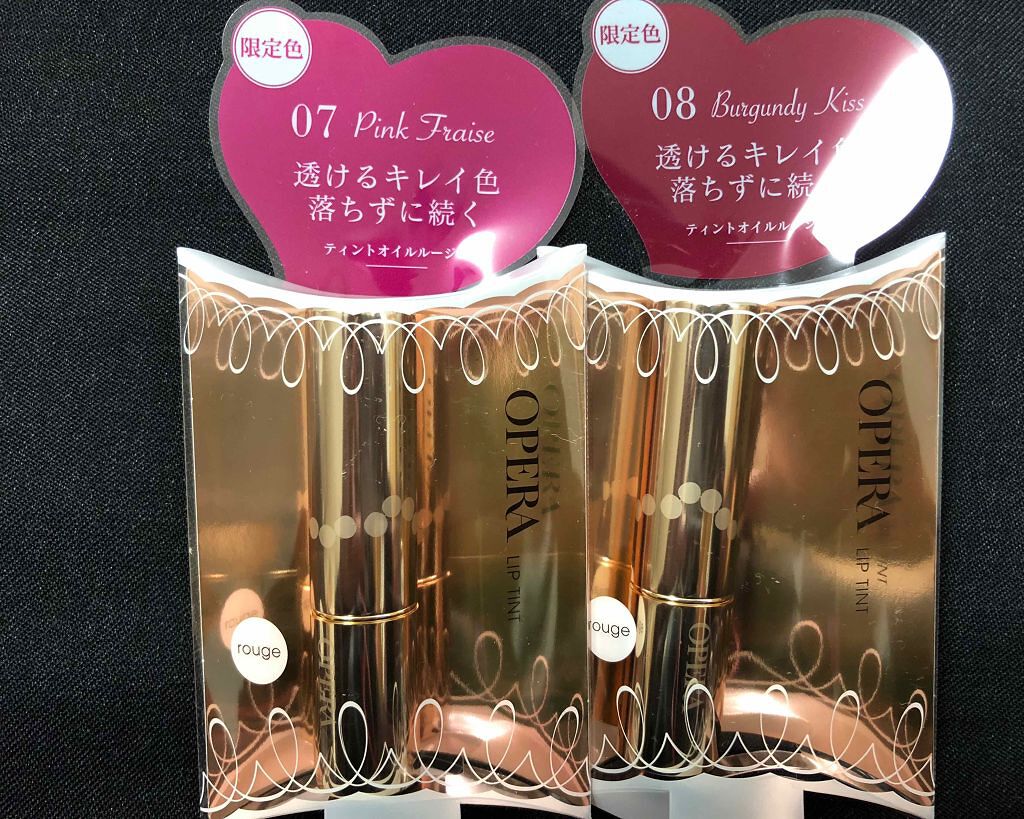 限定色
07 Pink Fraise
透けるキレイ色
落ちずに続く
ティントオイルルージュ
OPERA LIP TINT
rouge
OPERA
限定色
08 Burgundy Kiss
透けるキレイ
落ちずに続
ティントオイルル
OPERA LIP TINT
rouge
OPERA